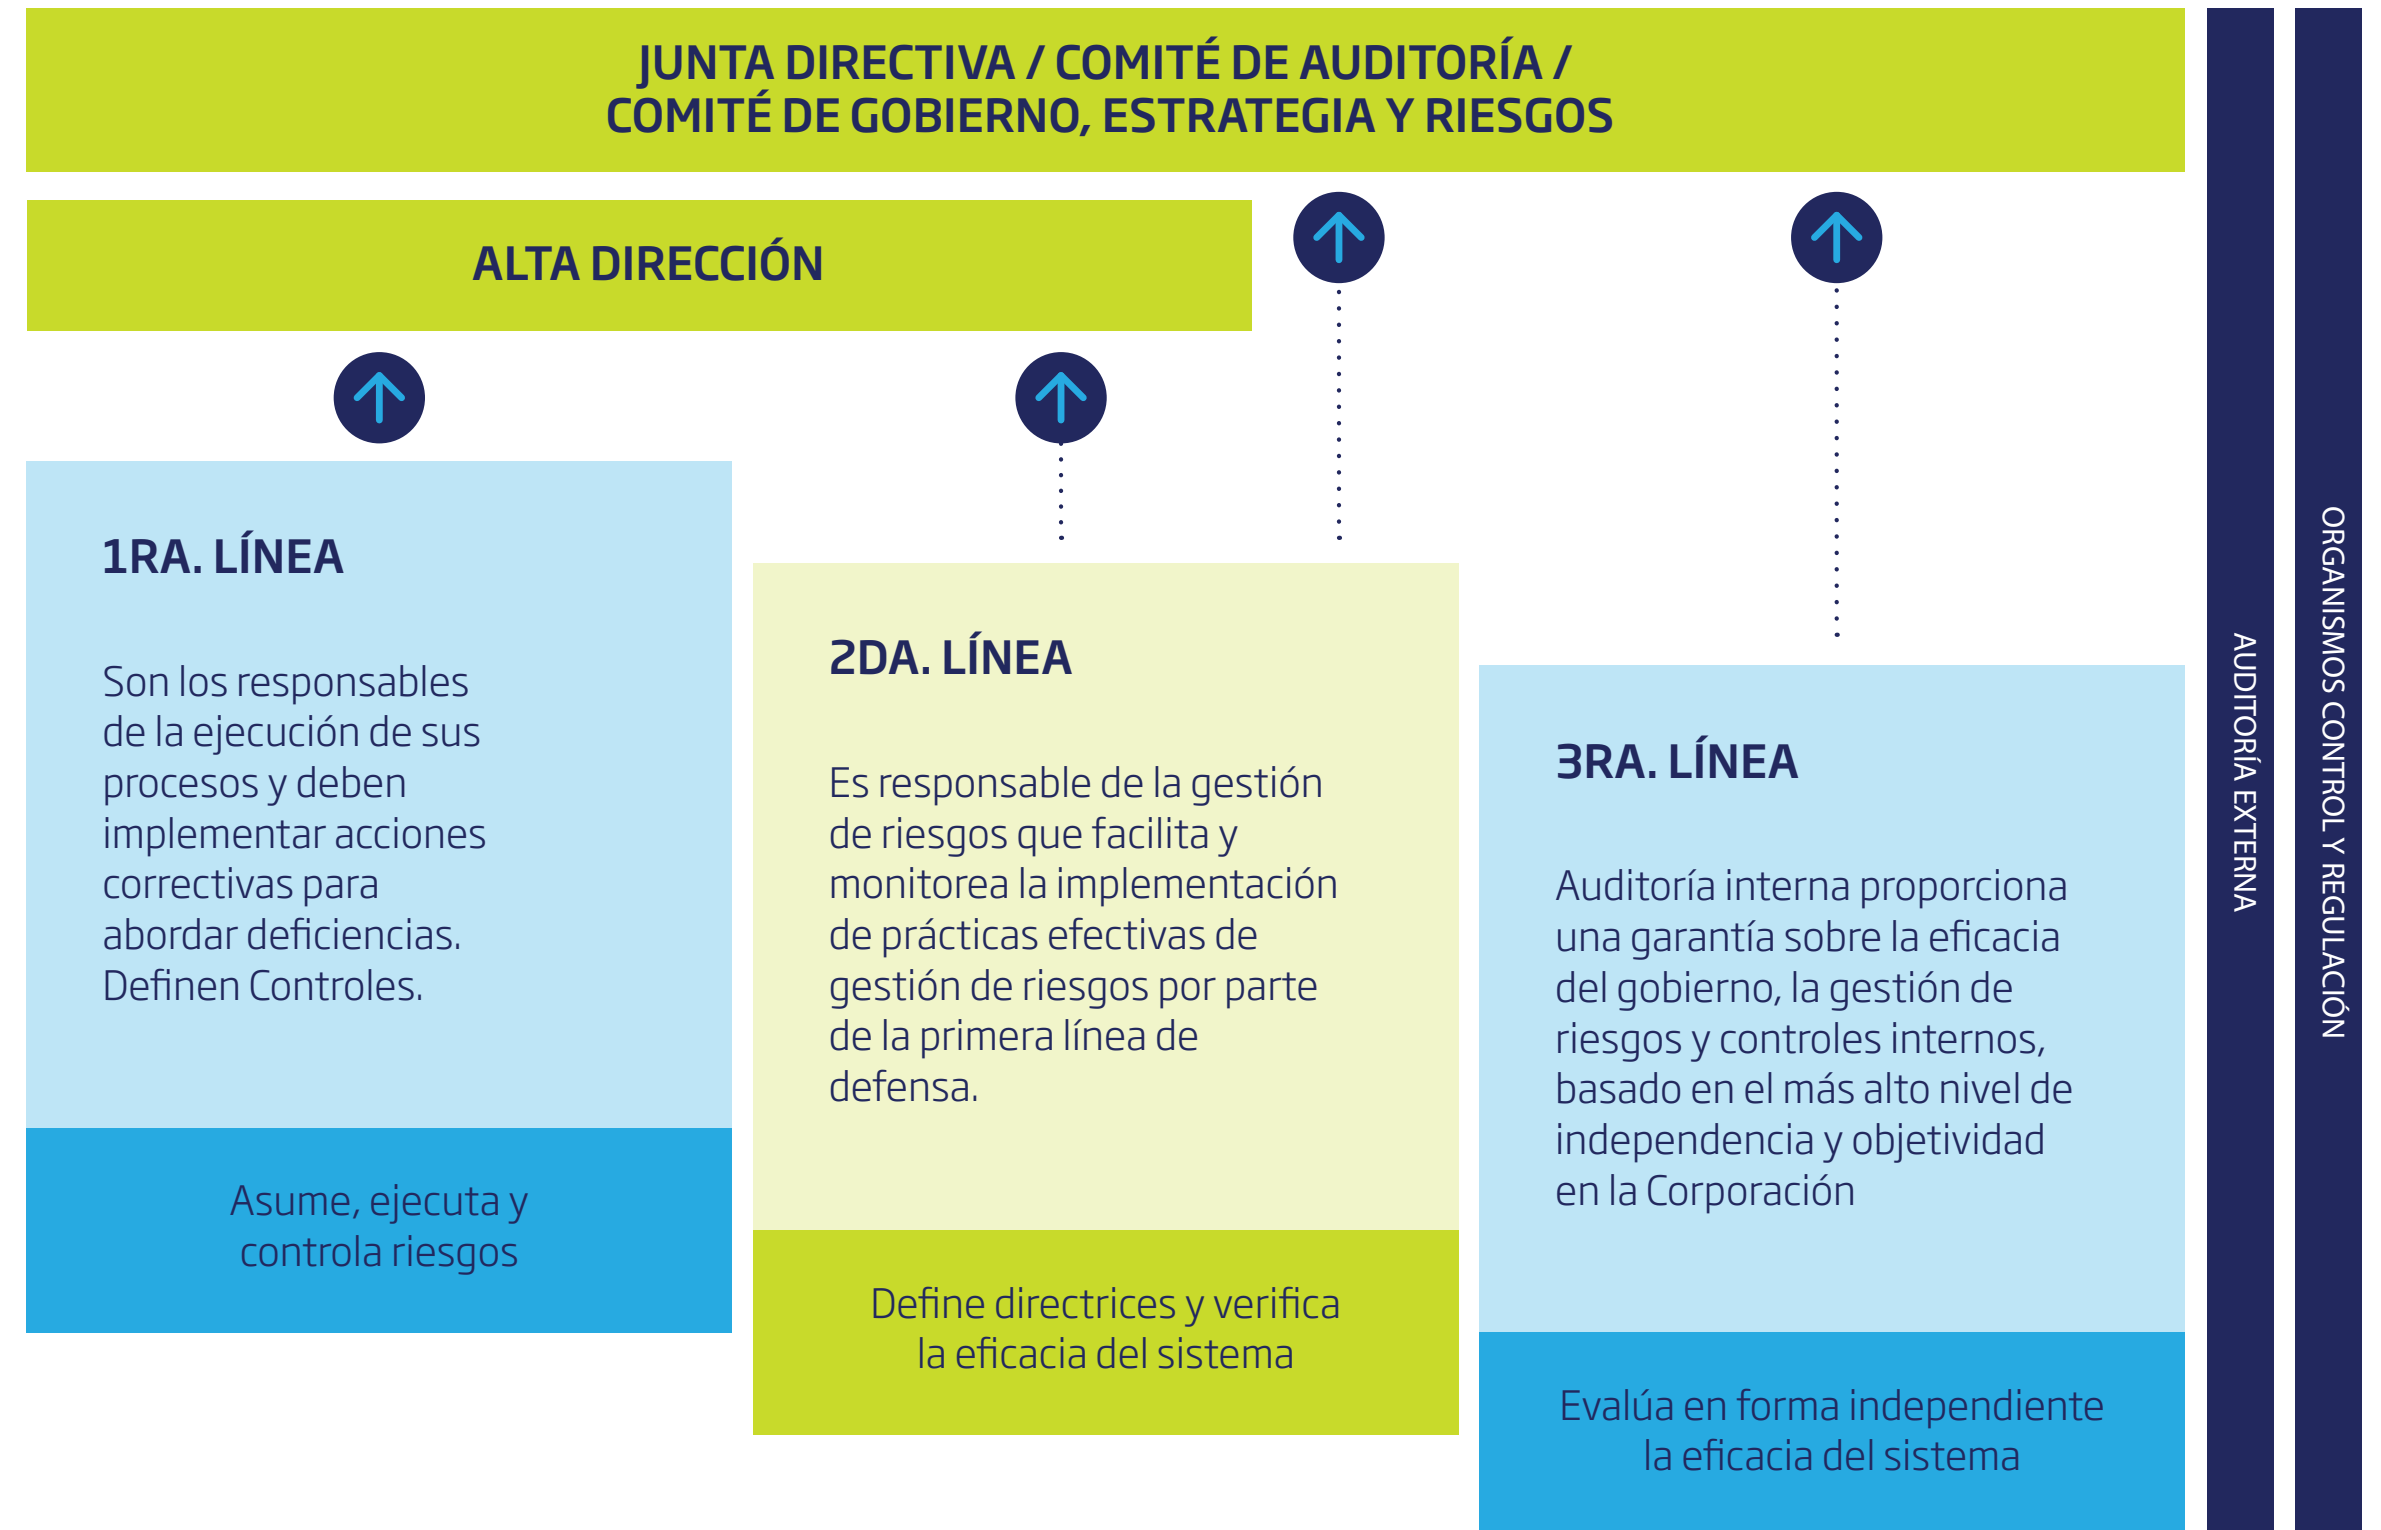 JUNTA DIRECTIVA / COMITÉ DE AUDITORÍA /
COMITÉ DE GOBIERNO, ESTRATEGIA Y RIESGOS
ALTA DIRECCIÓN
1RA. LÍNEA
Son los responsables
de la ejecución de sus
procesos y deben
implementar acciones
correctivas para
abordar deficiencias.
Definen Controles.
Asume, ejecuta y
controla riesgos
2DA. LÍNEA
Es responsable de la gestión
de riesgos que facilita y
monitorea la implementación
de prácticas efectivas de
gestión de riesgos por parte
de la primera línea de
defensa.
Define directrices y verifica
la eficacia del sistema
3RA. LÍNEA
Auditoría interna proporciona
una garantía sobre la eficacia
del gobierno, la gestión de
riesgos y controles internos,
basado en el más alto nivel de
independencia y objetividad
en la Corporación
Evalúa en forma independiente
la eficacia del sistema
AUDITORÍA EXTERNA
ORGANISMOS CONTROL Y REGULACIÓN